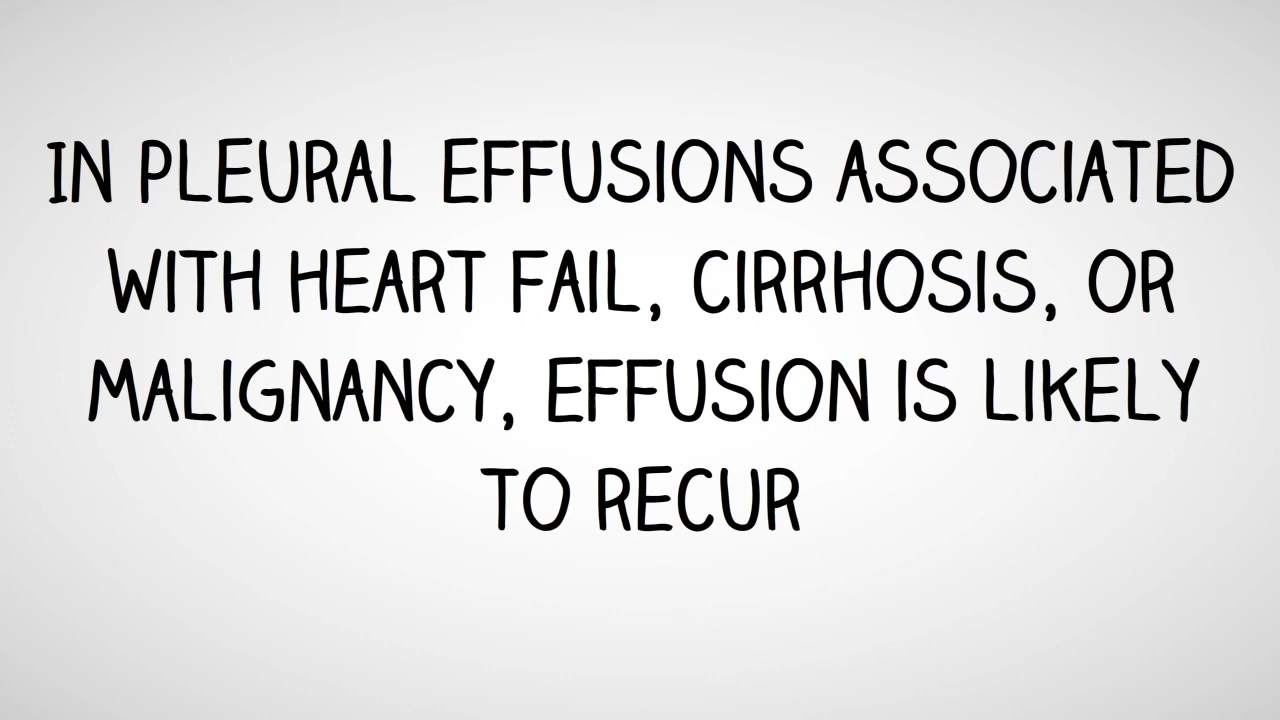 IN PLEURAL EFFUSIONS ASSOCIATED
WITH HEART FAIL, CIRRHOSIS, OR
MALIGNANCY, EFFUSION IS LIKELY
TO RECUR